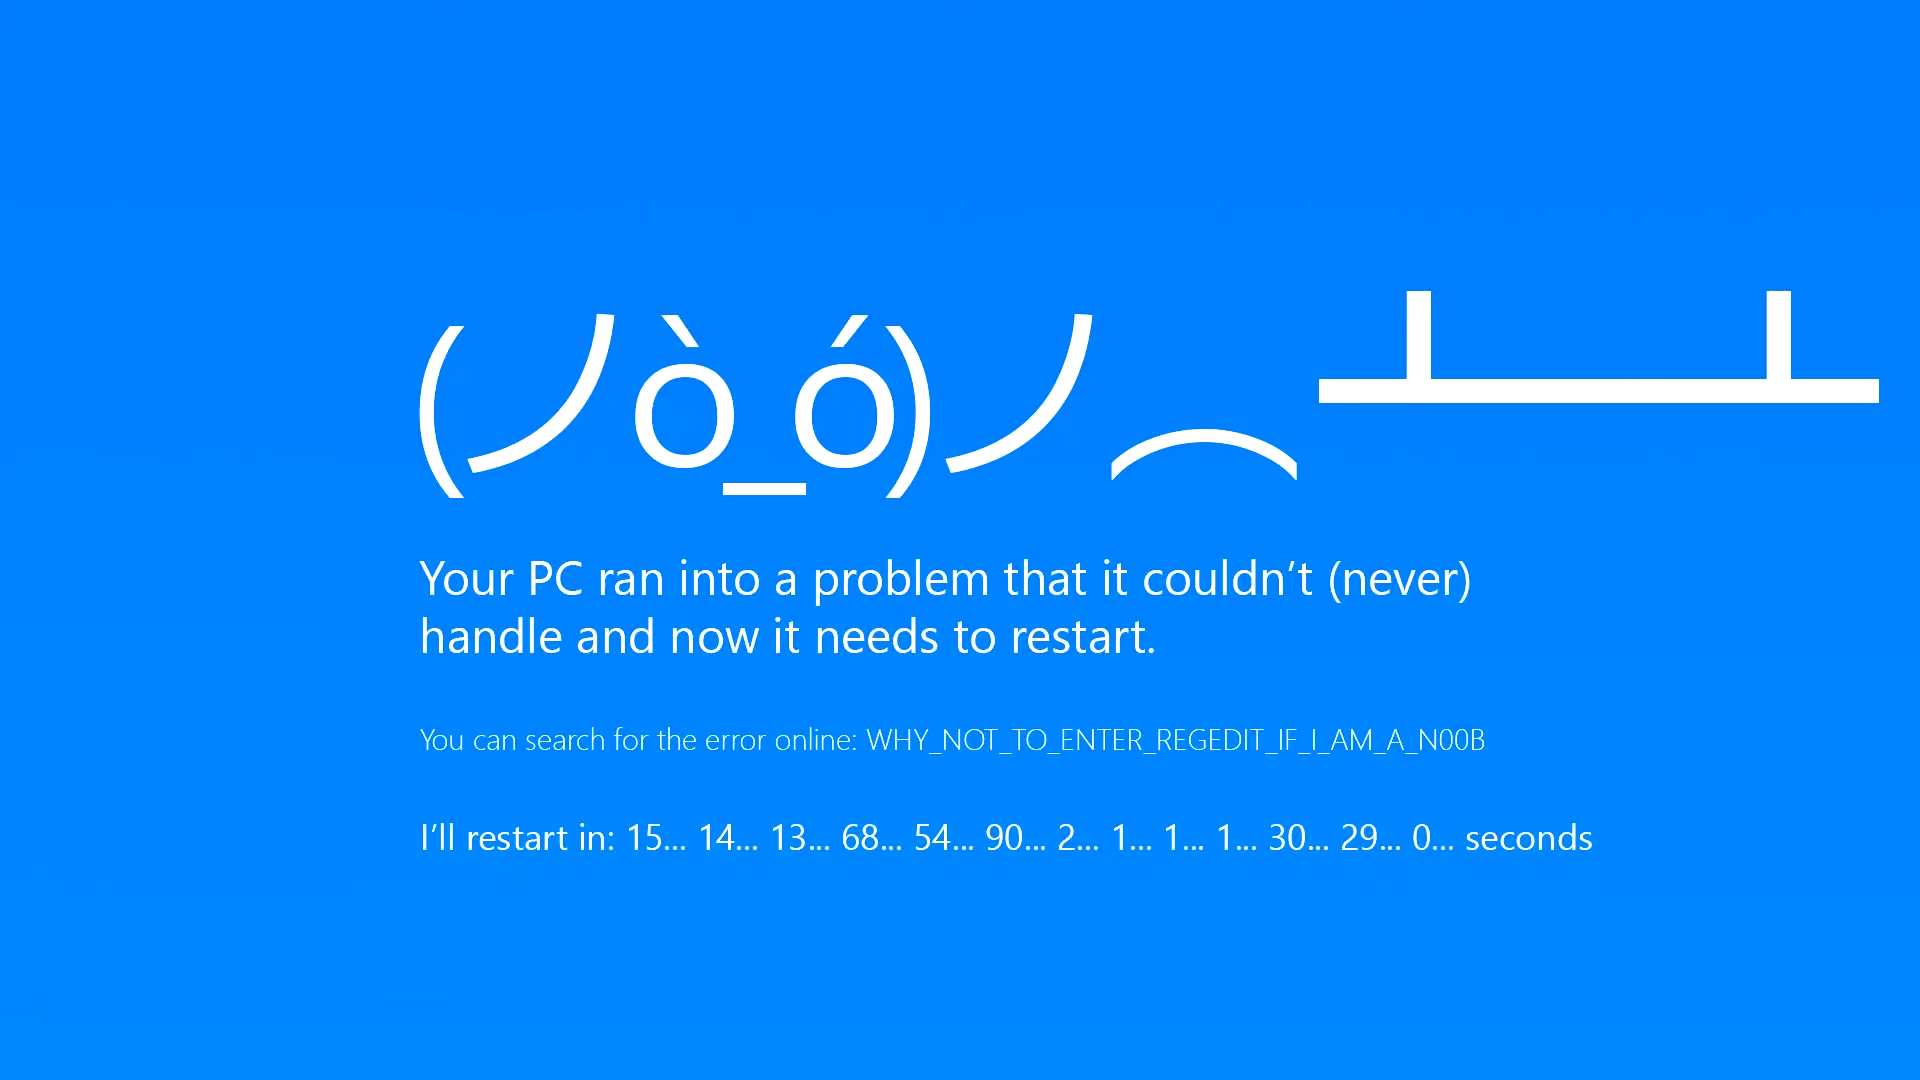 (ノò_ó)ノ︵┻━┻
Your PC ran into a problem that it couldn’t (never)
handle and now it needs to restart.
You can search for the error online: WHY_NOT_TO_ENTER_REGEDIT_IF_I_AM_A_N00B
I’ll restart in: 15... 14... 13... 68... 54... 90... 2... 1... 1... 1... 30... 29... 0... seconds